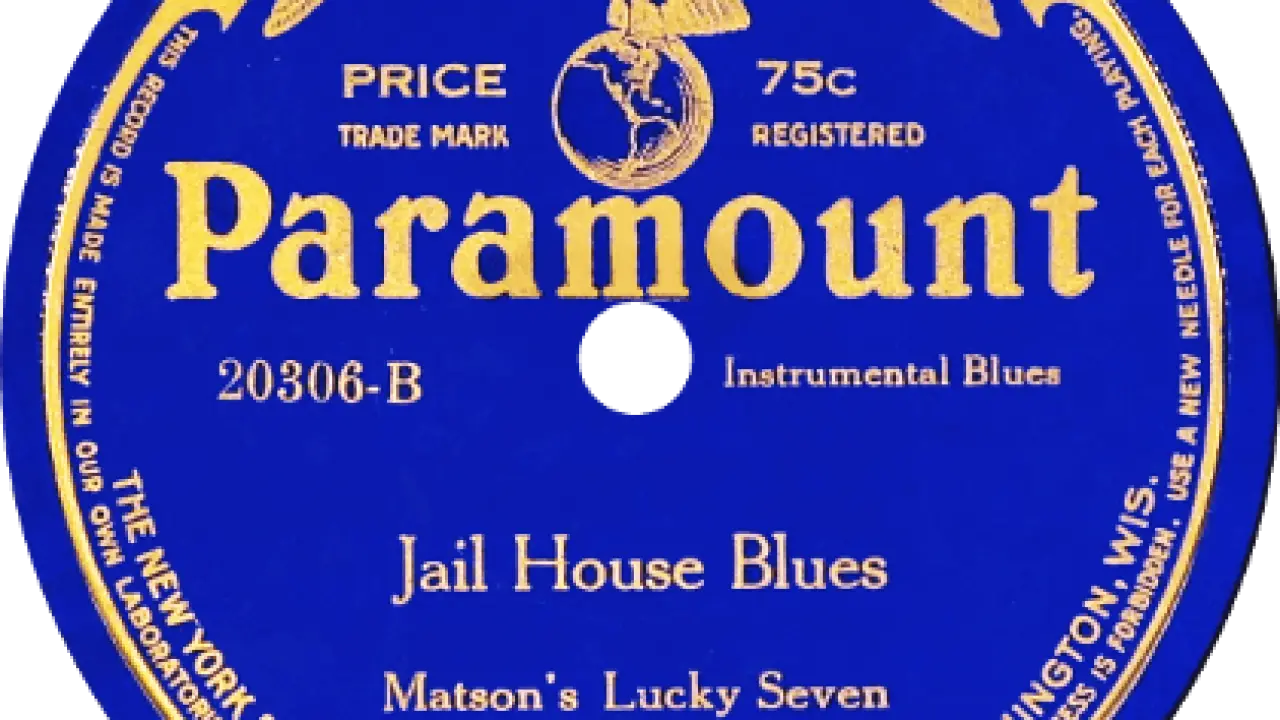 PRICE 75C
TRADE MARK REGISTERED
Paramount
20306-B Instrumental Blues
Jail House Blues
Matson's Lucky Seven
THIS RECORD IS MADE ENTIRELY IN OUR OWN
THE NEW YORK
WIS.
IS FORBIDDEN. USE A NEW NEEDLE FOR EACH PLAYING.